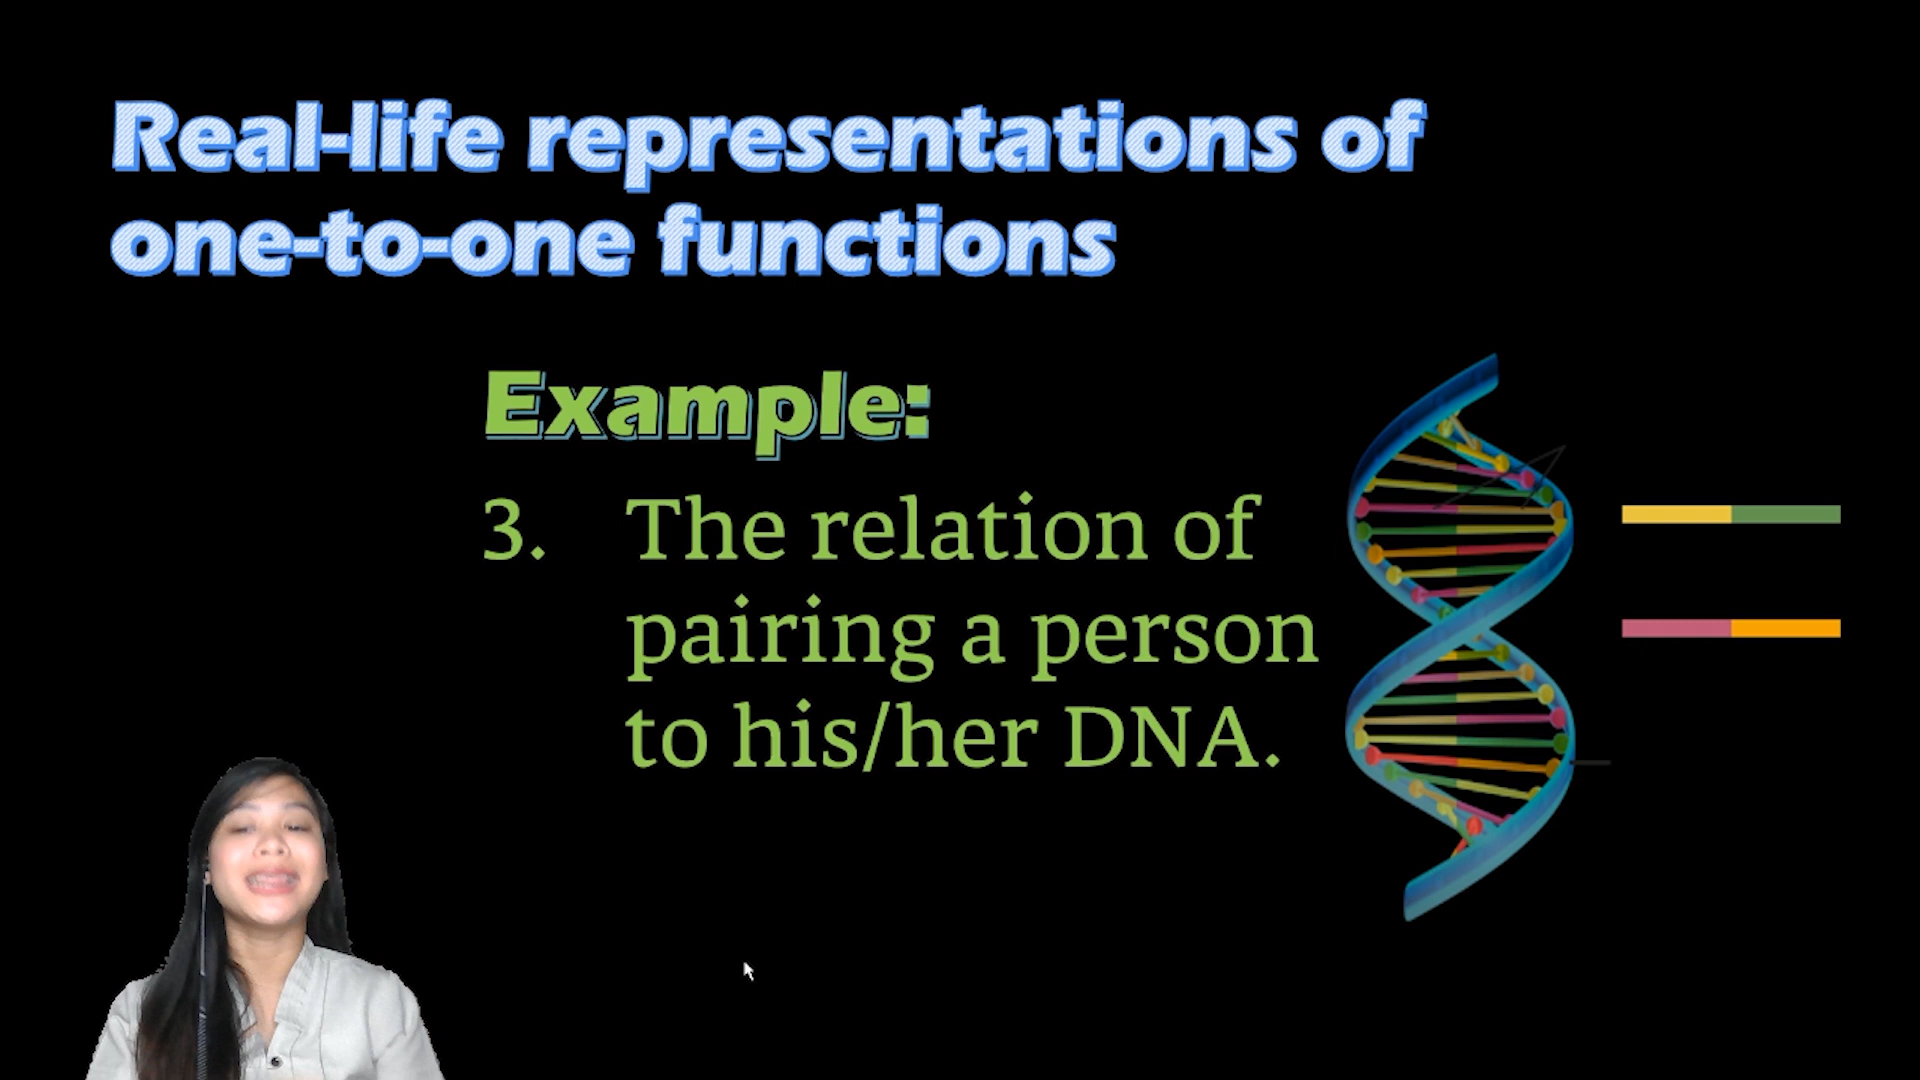 Real-life representations of
one-to-one functions
Example:
3. The relation of
pairing a person
to his/her DNA.